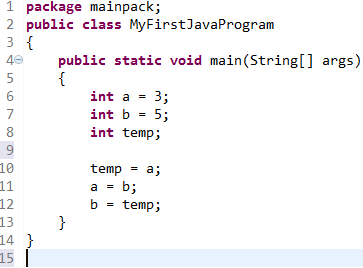 1 package mainpack;
2 public class MyFirstJavaProgram
3 {
4 public static void main(String[] args)
5 {
6 int a = 3;
7 int b = 5;
8 int temp;
9
10 temp = a;
11 a = b;
12 b = temp;
13 }
14 }
15